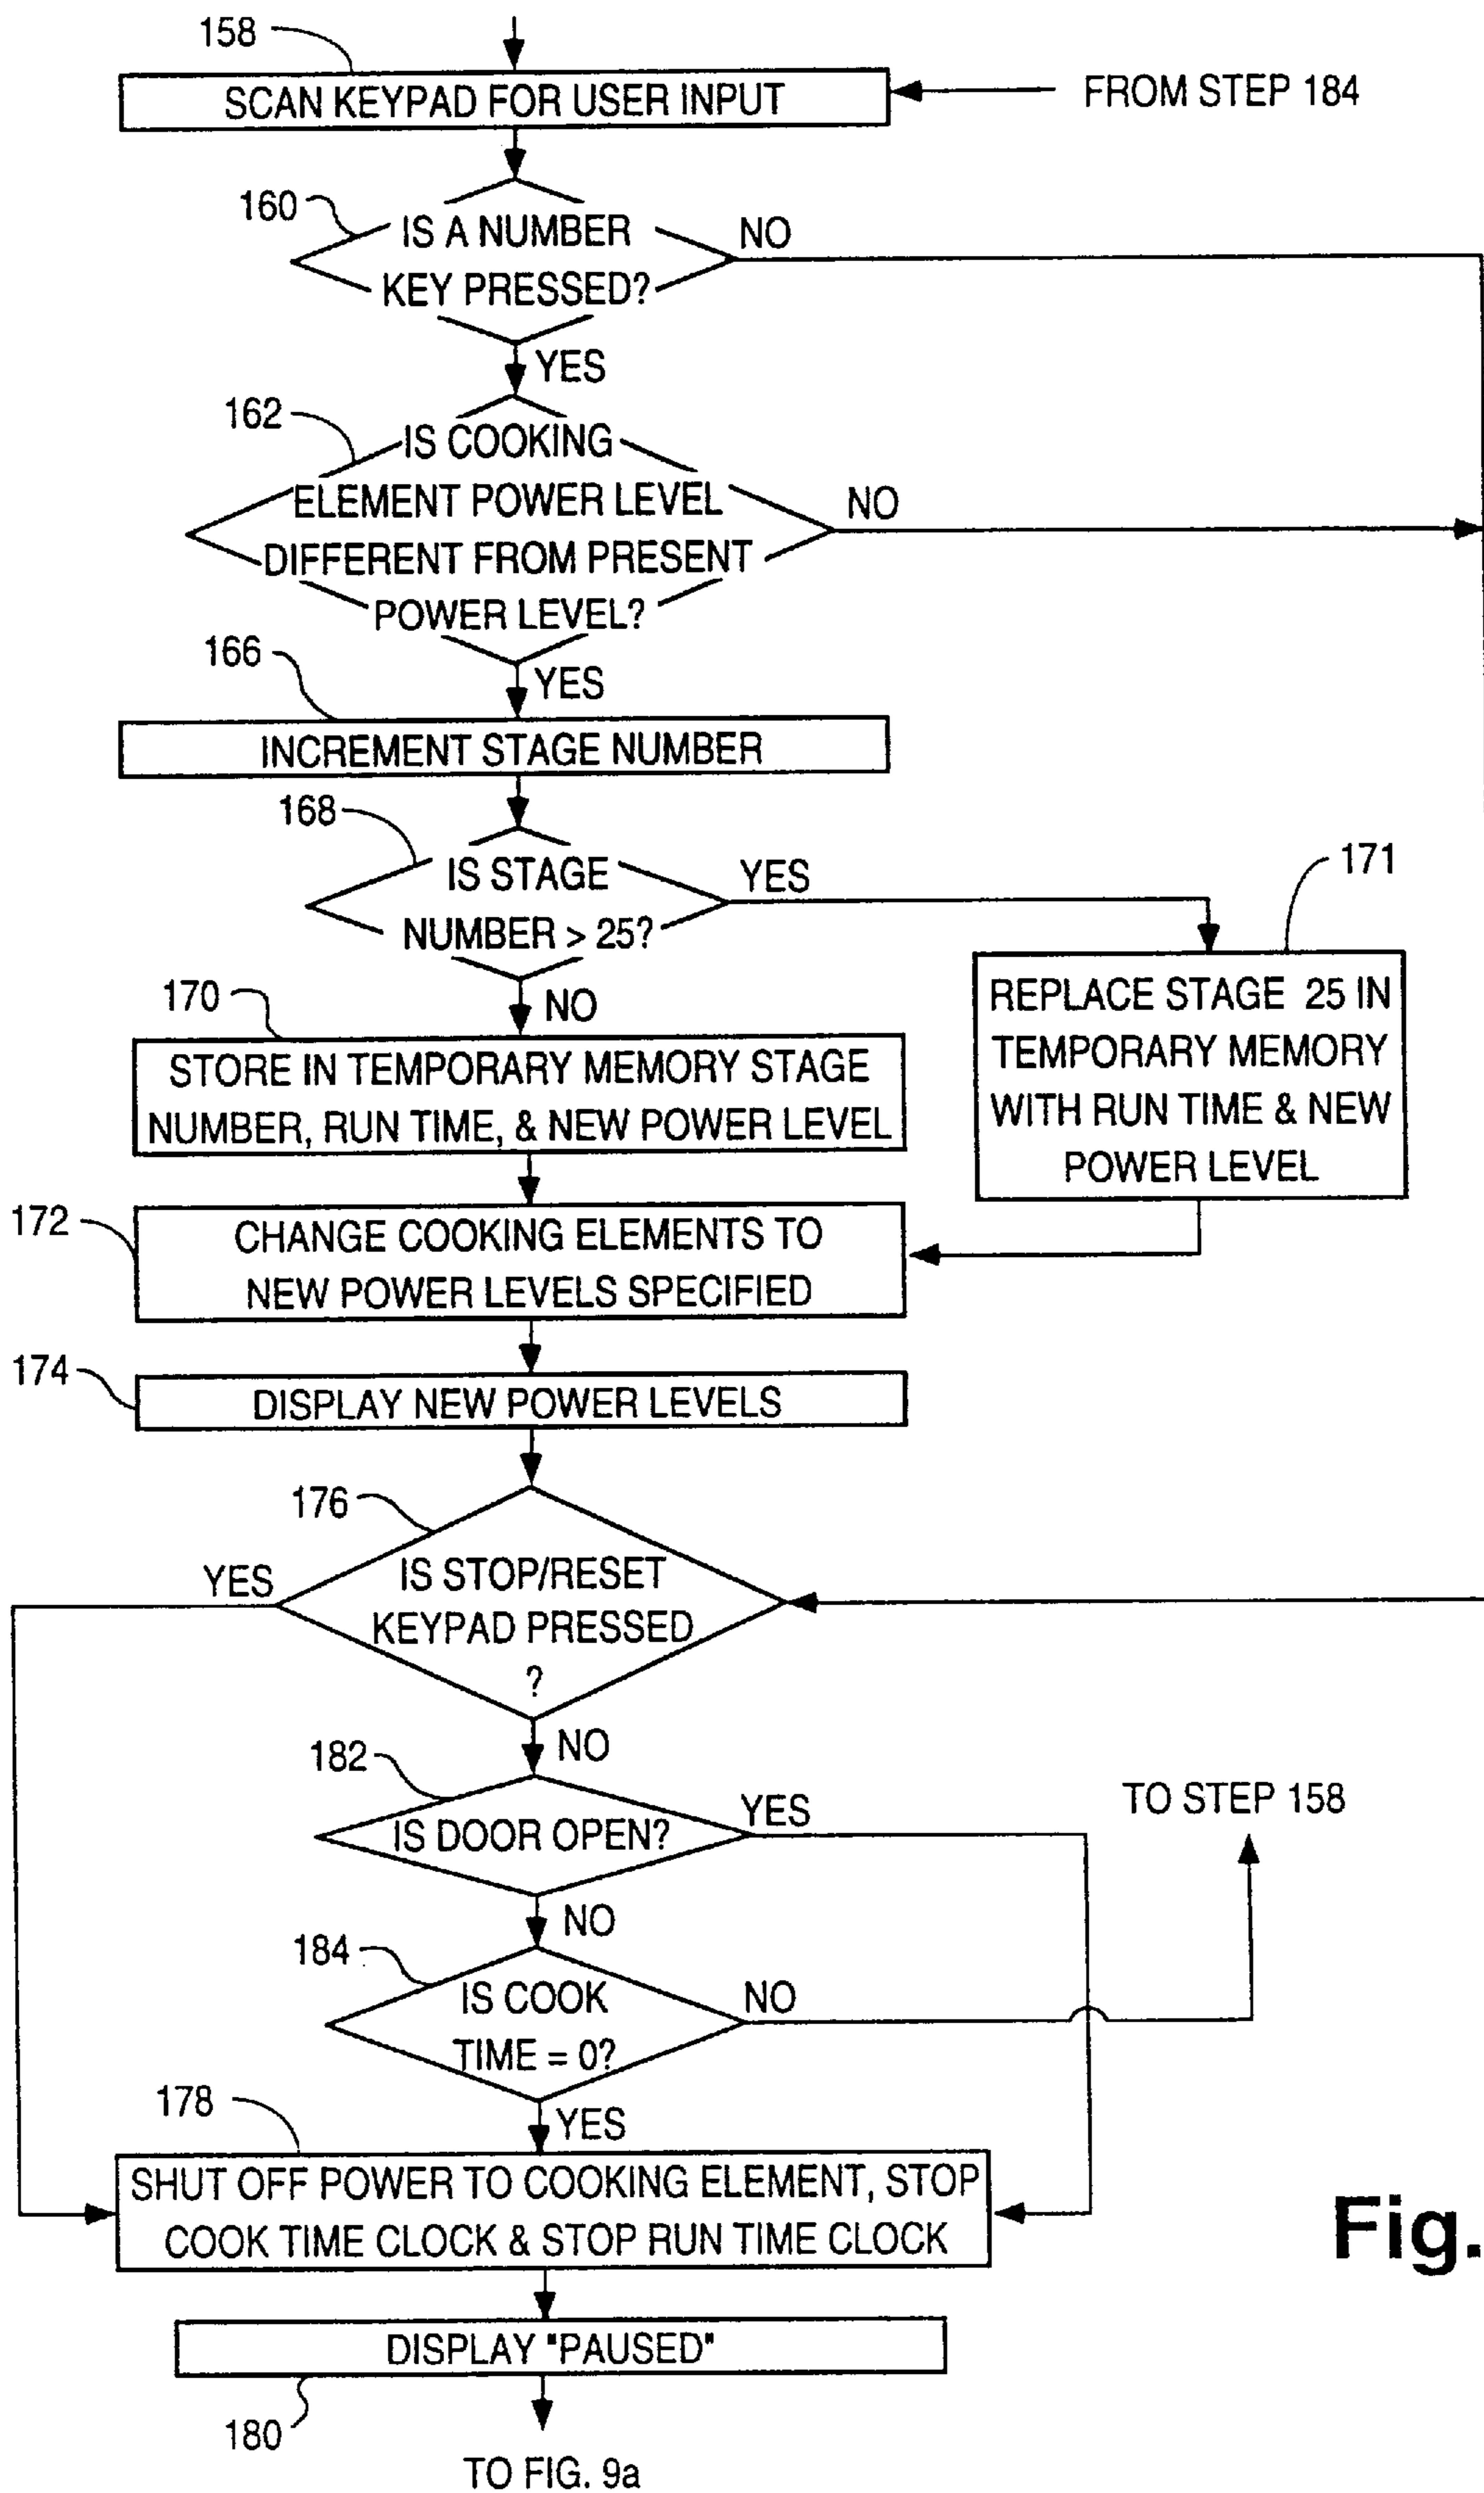 158
SCAN KEYPAD FOR USER INPUT
FROM STEP 184
160
IS A NUMBER
KEY PRESSED?
NO
YES
162
IS COOKING
ELEMENT POWER LEVEL
DIFFERENT FROM PRESENT
POWER LEVEL?
NO
YES
166
INCREMENT STAGE NUMBER
168
IS STAGE
NUMBER > 25?
YES
171
NO
REPLACE STAGE 25 IN
TEMPORARY MEMORY
WITH RUN TIME & NEW
POWER LEVEL
170
STORE IN TEMPORARY MEMORY STAGE
NUMBER, RUN TIME, & NEW POWER LEVEL
172
CHANGE COOKING ELEMENTS TO
NEW POWER LEVELS SPECIFIED
174
DISPLAY NEW POWER LEVELS
176
YES
IS STOP/RESET
KEYPAD PRESSED
?
NO
182
IS DOOR OPEN?
YES
TO STEP 158
NO
184
IS COOK
TIME = 0?
NO
YES
178
SHUT OFF POWER TO COOKING ELEMENT, STOP
COOK TIME CLOCK & STOP RUN TIME CLOCK
Fig.
DISPLAY "PAUSED"
180
TO FIG. 9a